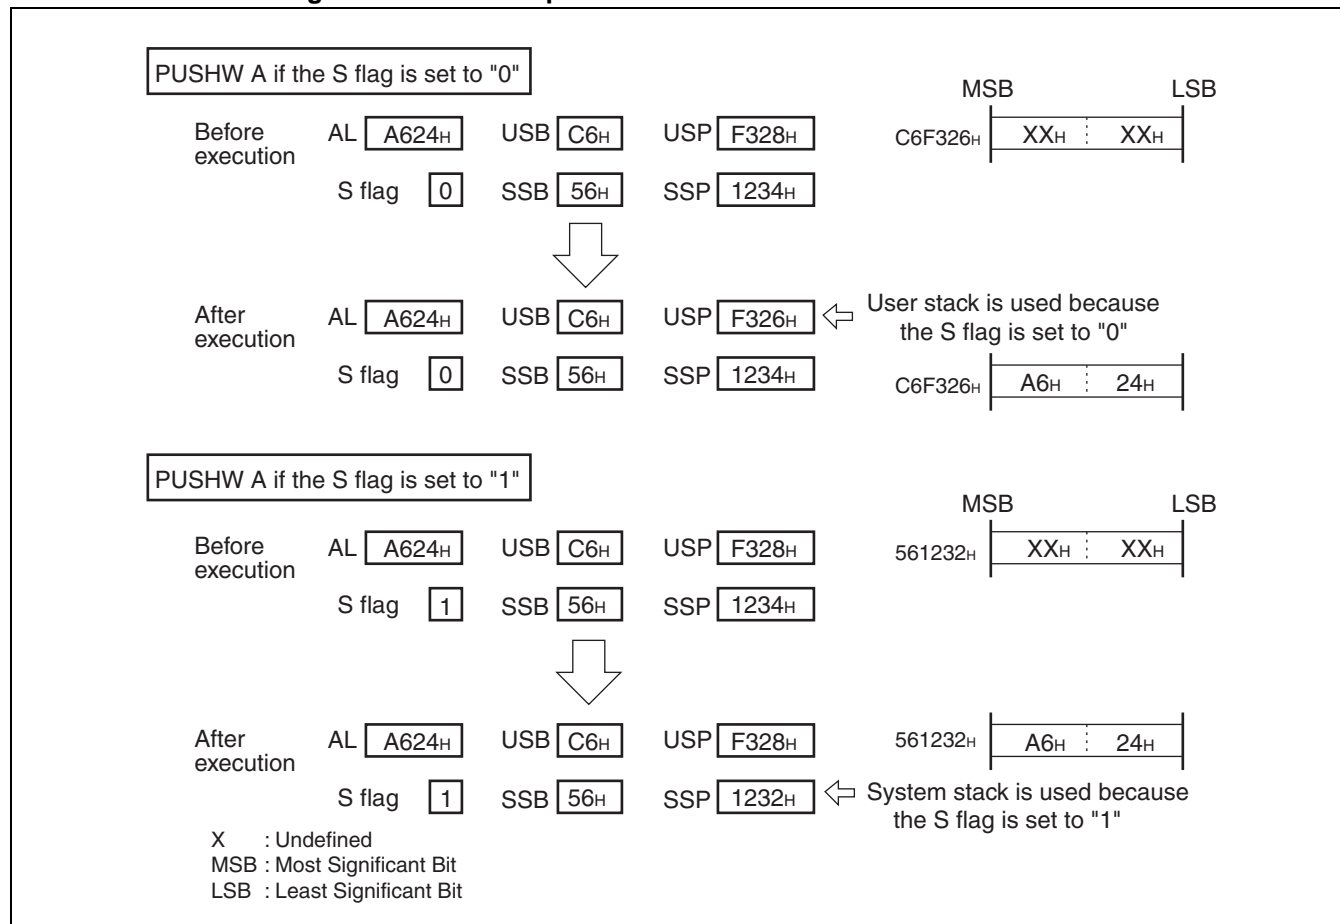 PUSHW A if the S flag is set to "0"
MSB LSB
Before execution AL A624H USB C6H USP F328H C6F326H XXH XXH
S flag 0 SSB 56H SSP 1234H
After execution AL A624H USB C6H USP F326H User stack is used because
the S flag is set to "0"
S flag 0 SSB 56H SSP 1234H C6F326H A6H 24H
PUSHW A if the S flag is set to "1"
MSB LSB
Before execution AL A624H USB C6H USP F328H 561232H XXH XXH
S flag 1 SSB 56H SSP 1234H
After execution AL A624H USB C6H USP F328H 561232H A6H 24H
S flag 1 SSB 56H SSP 1232H System stack is used because
the S flag is set to "1"
X : Undefined
MSB : Most Significant Bit
LSB : Least Significant Bit